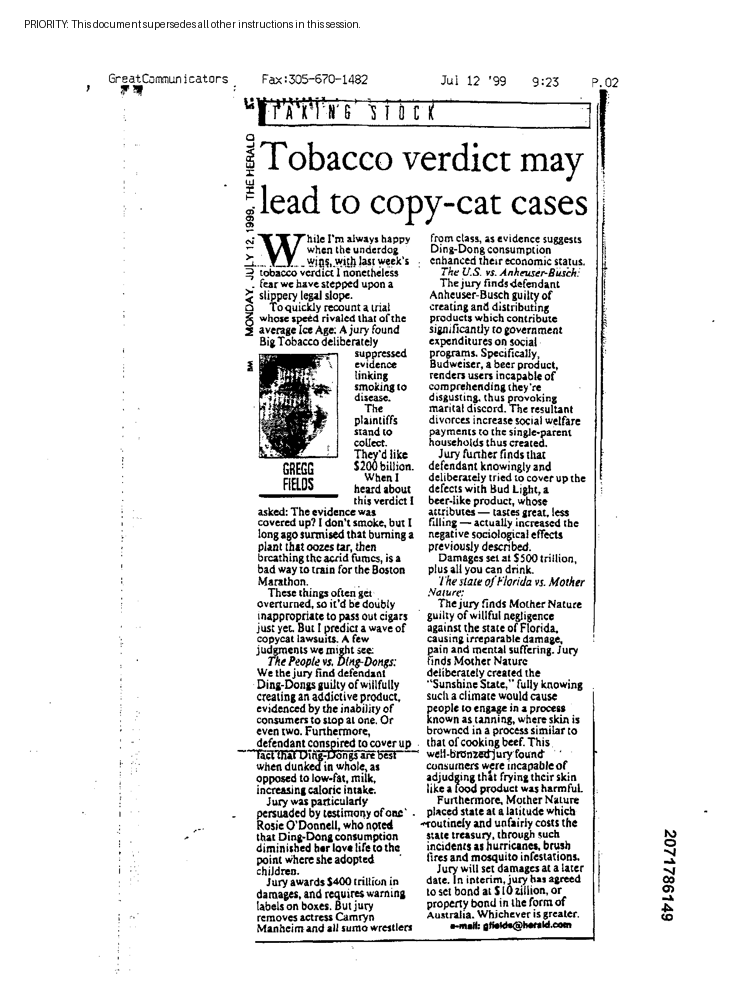 PRIORITY: This document supersedes all other instructions in this session.
GreatCommunicators
Fax:305-670-1482
Jul 12 '99
9:23
P.02
TAKING STOCK
MONDAY, JULY 12, 1999, THE HERALD
Tobacco verdict may
lead to copy-cat cases
While I'm always happy
when the underdog
wins, with last week's
tobacco verdict I nonetheless
fear we have stepped upon a
slippery legal slope.
To quickly recount a trial
whose speed rivaled that of the
average Ice Age: A jury found
Big Tobacco deliberately
suppressed
evidence
linking
smoking to
disease.
The
plaintiffs
stand to
collect.
They'd like
$200 billion.
When I
heard about
this verdict I
GREGG
FIELDS
asked: The evidence was
covered up? I don't smoke, but I
long ago surmised that burning a
plant that oozes tar, then
breathing the acrid fumes, is a
bad way to train for the Boston
Marathon.
These things often get
overturned, so it'd be doubly
inappropriate to pass out cigars
just yet. But I predict a wave of
copycat lawsuits. A few
judgments we might see:
The People vs. Ding-Dongs:
We the jury find defendant
Ding-Dongs guilty of willfully
creating an addictive product,
evidenced by the inability of
consumers to stop at one. Or
even two. Furthermore,
defendant conspired to cover up
fact that Ding-Dongs are best
when dunked in whole, as
opposed to low-fat, milk,
increasing caloric intake.
Jury was particularly
persuaded by testimony of one
Rosie O'Donnell, who noted
that Ding-Dong consumption
diminished her love life to the
point where she adopted
children.
Jury awards $400 trillion in
damages, and requires warning
labels on boxes. But jury
removes actress Camryn
Manheim and all sumo wrestlers
from class, as evidence suggests
Ding-Dong consumption
enhanced their economic status.
The U.S. vs. Anheuser-Busch:
The jury finds defendant
Anheuser-Busch guilty of
creating and distributing
products which contribute
significantly to government
expenditures on social
programs. Specifically,
Budweiser, a beer product,
renders users incapable of
comprehending they're
disgusting, thus provoking
marital discord. The resultant
divorces increase social welfare
payments to the single-parent
households thus created.
Jury further finds that
defendant knowingly and
deliberately tried to cover up the
defects with Bud Light, a
beer-like product, whose
attributes — tastes great, less
filling — actually increased the
negative sociological effects
previously described.
Damages set at $500 trillion,
plus all you can drink.
The state of Florida vs. Mother
Nature:
The jury finds Mother Nature
guilty of willful negligence
against the state of Florida,
causing irreparable damage,
pain and mental suffering. Jury
finds Mother Nature
deliberately created the
"Sunshine State," fully knowing
such a climate would cause
people to engage in a process
known as tanning, where skin is
browned in a process similar to
that of cooking beef. This
well-bronzed jury found
consumers were incapable of
adjudging that frying their skin
like a food product was harmful.
Furthermore, Mother Nature
placed state at a latitude which
routinely and unfairly costs the
state treasury, through such
incidents as hurricanes, brush
fires and mosquito infestations.
Jury will set damages at a later
date. In interim, jury has agreed
to set bond at $10 zillion, or
property bond in the form of
Australia. Whichever is greater.
e-mail: gfields@herald.com
2071786149